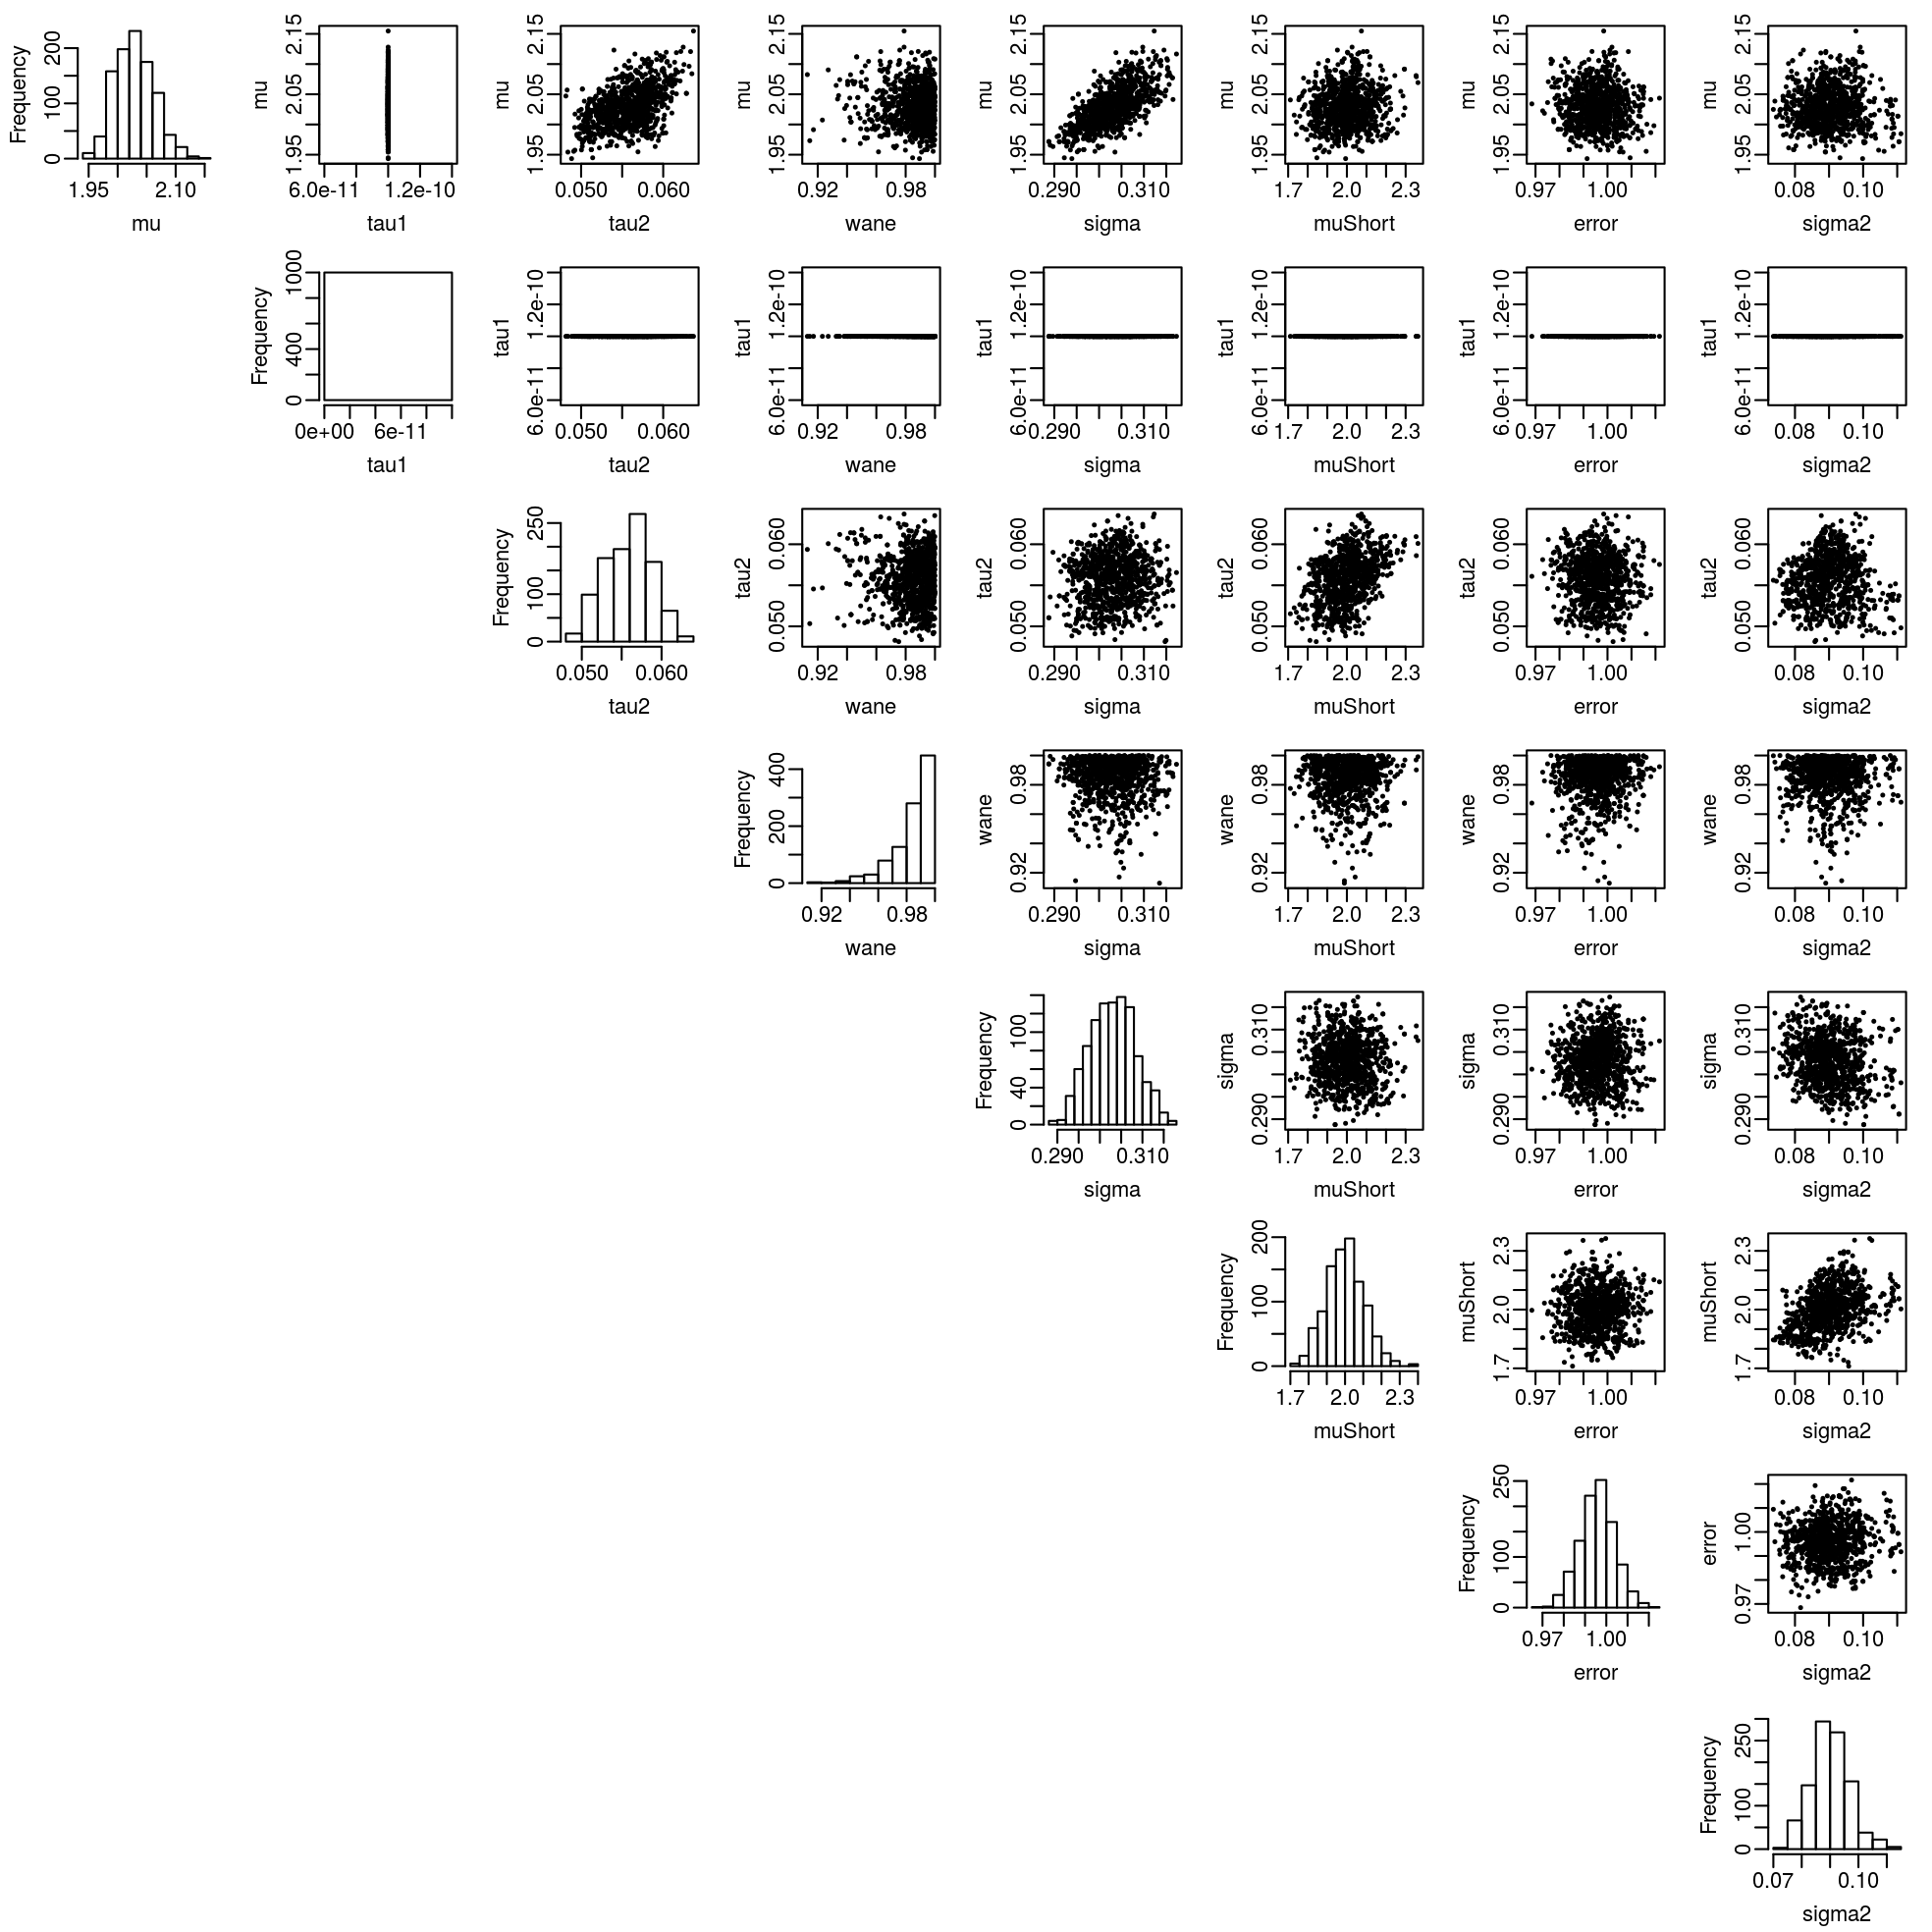 Frequency
0 100 200
1.95 2.10
mu
mu
1.95 2.05 2.15
6.0e-11 1.2e-10
tau1
mu
1.95 2.05 2.15
0.050 0.060
tau2
mu
1.95 2.05 2.15
0.92 0.98
wane
mu
1.95 2.05 2.15
0.290 0.310
sigma
mu
1.95 2.05 2.15
1.7 2.0 2.3
muShort
mu
1.95 2.05 2.15
0.97 1.00
error
mu
1.95 2.05 2.15
0.08 0.10
sigma2
Frequency
0 400 1000
0e+00 6e-11
tau1
tau1
6.0e-11 1.2e-10
0.050 0.060
tau2
tau1
6.0e-11 1.2e-10
0.92 0.98
wane
tau1
6.0e-11 1.2e-10
0.290 0.310
sigma
tau1
6.0e-11 1.2e-10
1.7 2.0 2.3
muShort
tau1
6.0e-11 1.2e-10
0.97 1.00
error
tau1
6.0e-11 1.2e-10
0.08 0.10
sigma2
Frequency
0 100 250
0.050 0.060
tau2
tau2
0.050 0.060
0.92 0.98
wane
tau2
0.050 0.060
0.290 0.310
sigma
tau2
0.050 0.060
1.7 2.0 2.3
muShort
tau2
0.050 0.060
0.97 1.00
error
tau2
0.050 0.060
0.08 0.10
sigma2
Frequency
0 200 400
0.92 0.98
wane
wane
0.92 0.98
0.290 0.310
sigma
wane
0.92 0.98
1.7 2.0 2.3
muShort
wane
0.92 0.98
0.97 1.00
error
wane
0.92 0.98
0.08 0.10
sigma2
Frequency
0 40 100
0.290 0.310
sigma
sigma
0.290 0.310
1.7 2.0 2.3
muShort
sigma
0.290 0.310
0.97 1.00
error
sigma
0.290 0.310
0.08 0.10
sigma2
Frequency
0 100 200
1.7 2.0 2.3
muShort
muShort
1.7 2.0 2.3
0.97 1.00
error
muShort
1.7 2.0 2.3
0.08 0.10
sigma2
Frequency
0 100 250
0.97 1.00
error
error
0.97 1.00
0.08 0.10
sigma2
Frequency
0 100 250
0.07 0.10
sigma2